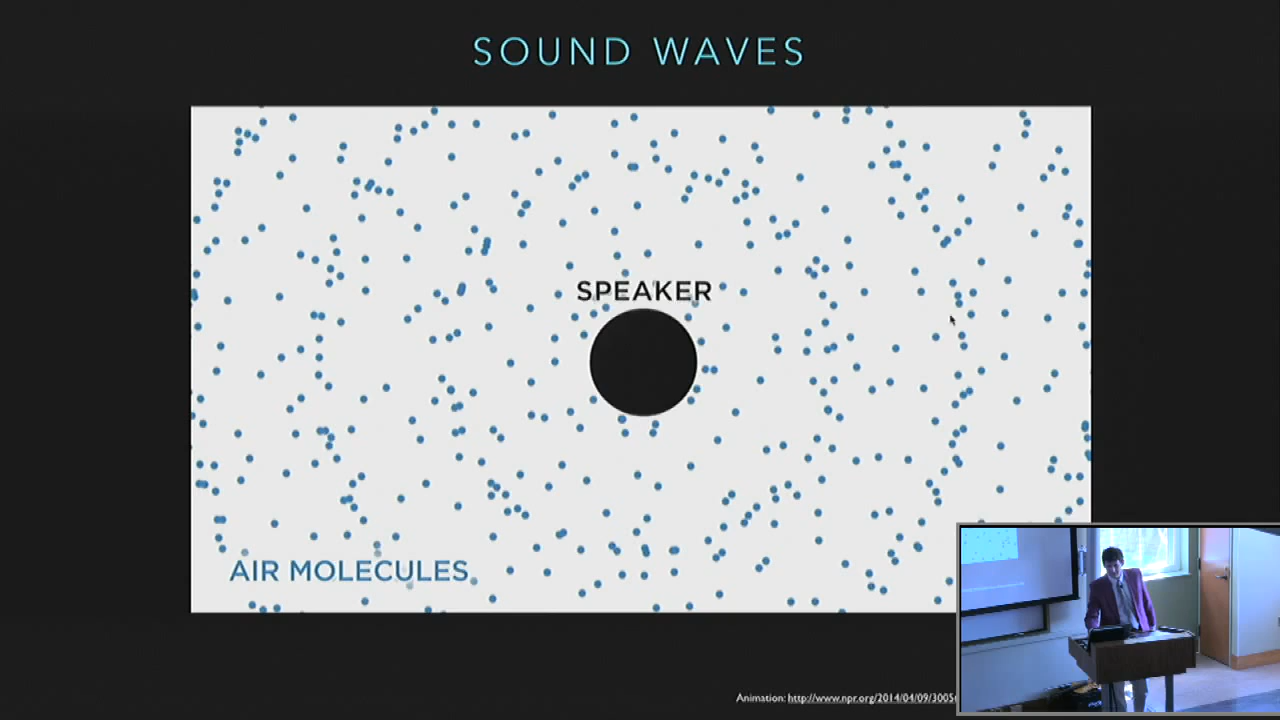 SOUND WAVES
SPEAKER
AIR MOLECULES
Animation: http://www.npr.org/2014/04/09/3005